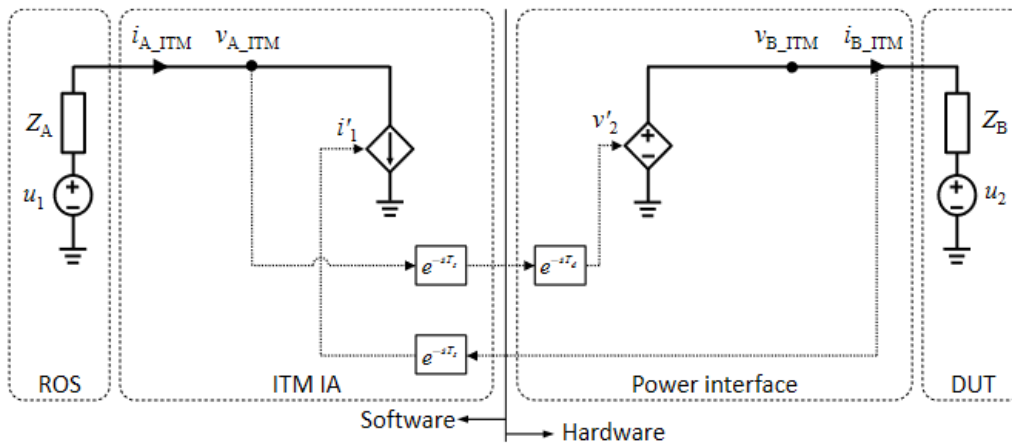 i_A_ITM v_A_ITM v_B_ITM i_B_ITM
Z_A i'_1 v'_2 Z_B
u_1 u_2
e^{-sT_s} e^{-sT_d}
e^{-sT_s}
ROS ITM IA Power interface DUT
Software
Hardware